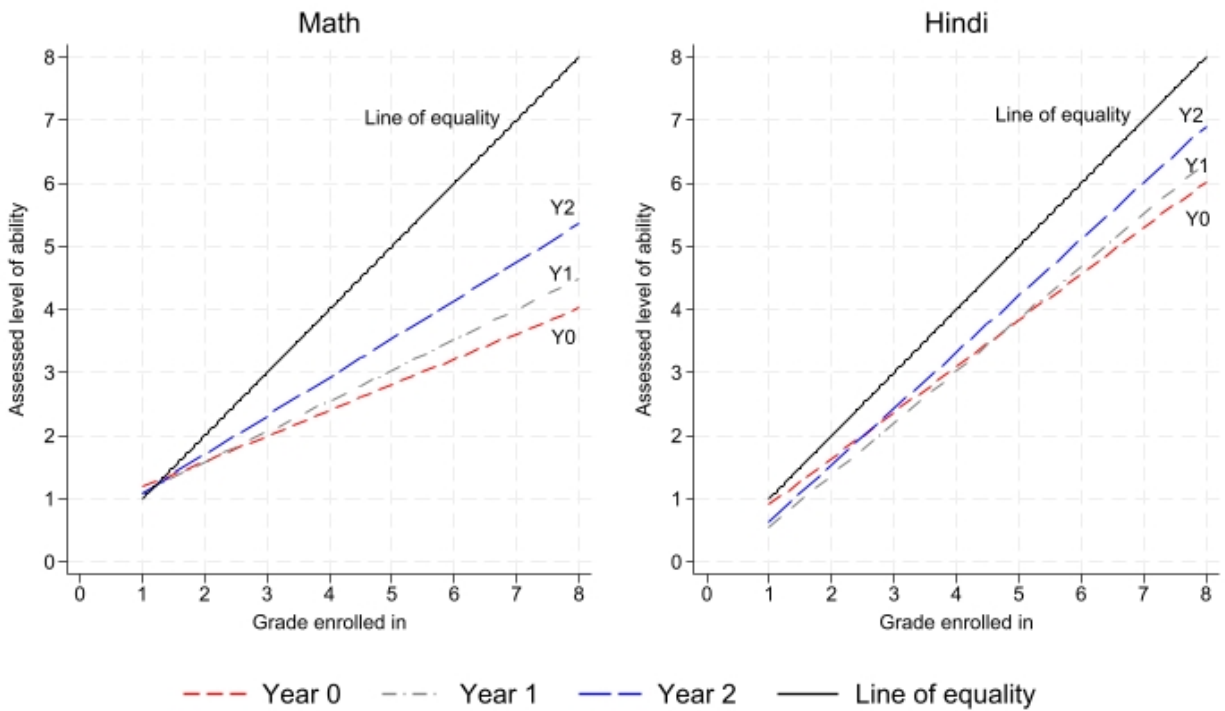 Math
Assessed level of ability
8
7
6
5
4
3
2
1
0
Line of equality
Y2
Y1
Y0
0 1 2 3 4 5 6 7 8
Grade enrolled in
Hindi
Assessed level of ability
8
7
6
5
4
3
2
1
0
Line of equality
Y2
Y1
Y0
0 1 2 3 4 5 6 7 8
Grade enrolled in
Year 0 Year 1 Year 2 Line of equality